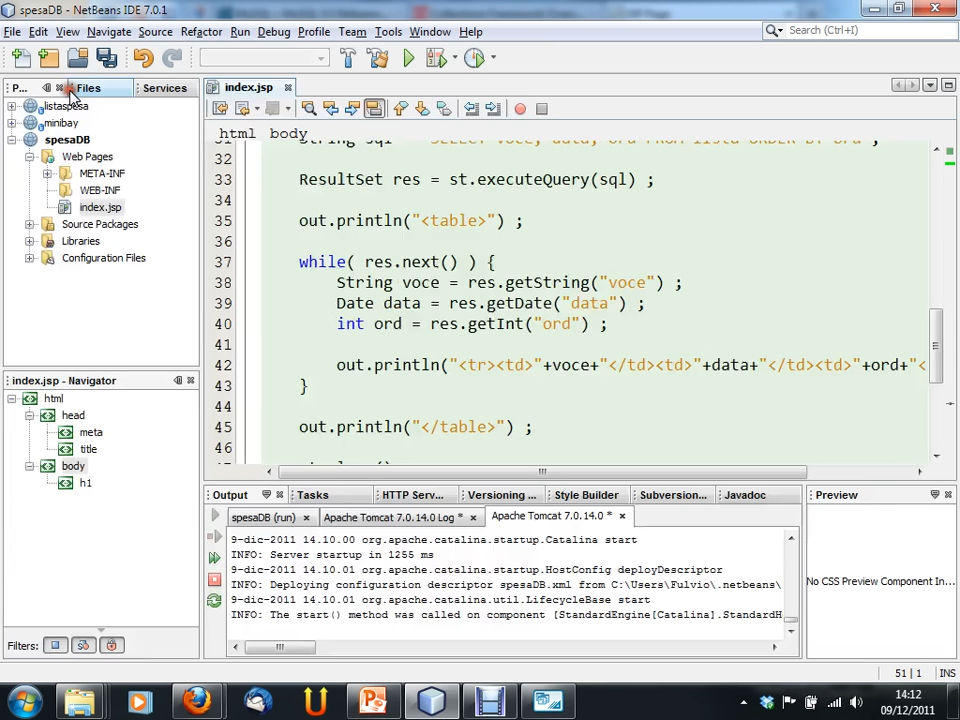 spesaDB - NetBeans IDE 7.0.1
File Edit View Navigate Source Refactor Run Debug Profile Team Tools Window Help
Search (Ctrl+I)
P... Files Services
index.jsp
listaspesa
minibay
spesaDB
Web Pages
META-INF
WEB-INF
index.jsp
Source Packages
Libraries
Configuration Files
html body
31 String sql = "SELECT voce, data, ord FROM lista ORDER BY ord";
32
33 ResultSet res = st.executeQuery(sql) ;
34
35 out.println("<table>") ;
36
37 while( res.next() ) {
38 String voce = res.getString("voce") ;
39 Date data = res.getDate("data") ;
40 int ord = res.getInt("ord") ;
41
42 out.println("<tr><td>"+voce+"</td><td>"+data+"</td><td>"+ord+"<
43 }
44
45 out.println("</table>") ;
46
index.jsp - Navigator
html
head
meta
title
body
h1
Filters:
Output Tasks HTTP Serv... Versioning ... Style Builder Subversion... Javadoc
spesaDB (run) Apache Tomcat 7.0.14.0 Log * Apache Tomcat 7.0.14.0 *
9-dic-2011 14.10.00 org.apache.catalina.startup.Catalina start
INFO: Server startup in 1255 ms
9-dic-2011 14.10.01 org.apache.catalina.startup.HostConfig deployDescriptor
INFO: Deploying configuration descriptor spesaDB.xml from C:\Users\Fulvio\.netbeans\
9-dic-2011 14.10.01 org.apache.catalina.util.LifecycleBase start
INFO: The start() method was called on component [StandardEngine[Catalina].StandardH
Preview
No CSS Preview Component In...
51 | 1 INS
14:12
09/12/2011